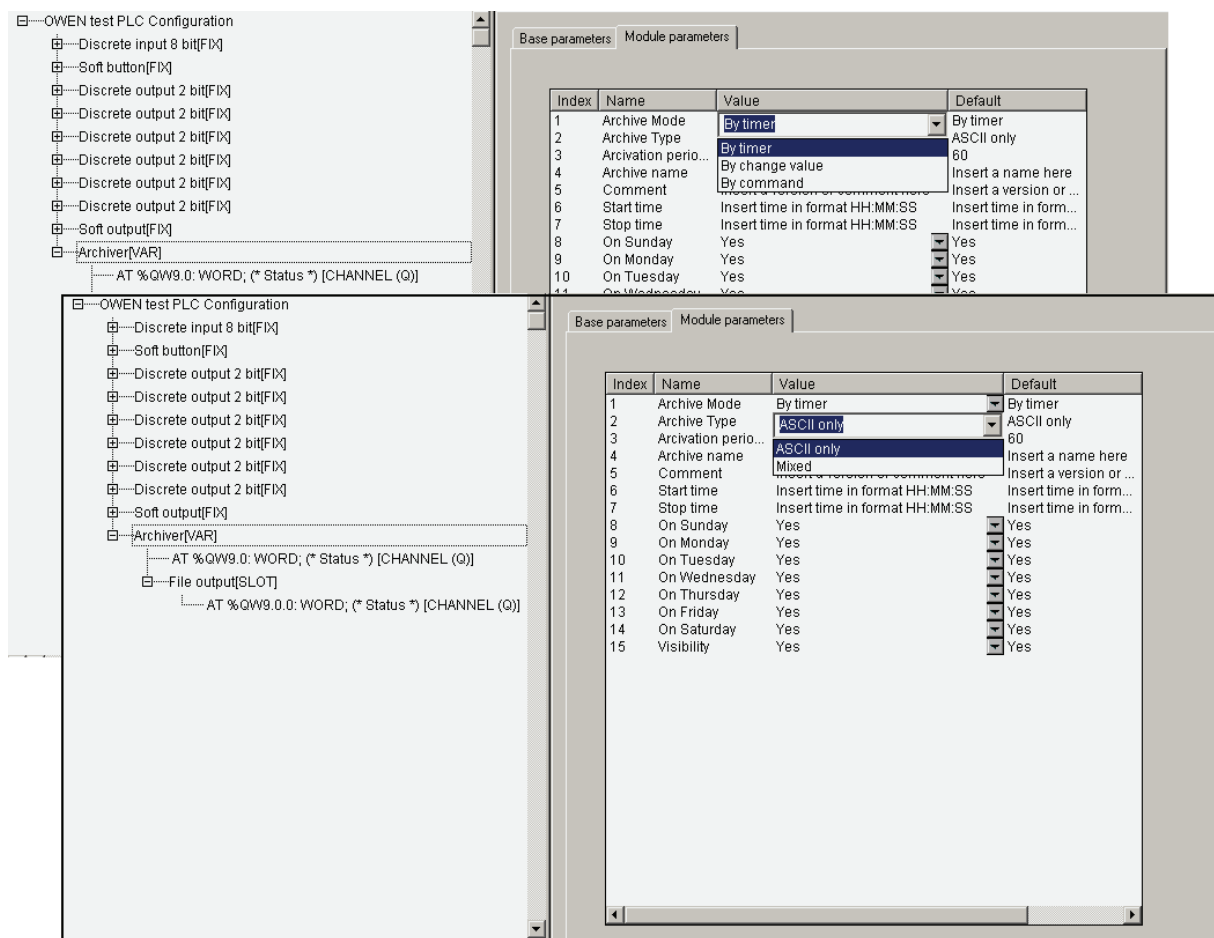 OWEN test PLC Configuration
Discrete input 8 bit[FIX]
Soft button[FIX]
Discrete output 2 bit[FIX]
Discrete output 2 bit[FIX]
Discrete output 2 bit[FIX]
Discrete output 2 bit[FIX]
Discrete output 2 bit[FIX]
Discrete output 2 bit[FIX]
Soft output[FIX]
Archiver[VAR]
AT %QW9.0: WORD; (* Status *) [CHANNEL (Q)]
Base parameters Module parameters
Index Name Value Default
1 Archive Mode By timer By timer
2 Archive Type ASCII only
3 Arcivation perio... 60
4 Archive name Insert a name here
5 Comment Insert a version or ...
By timer
By change value
By command
6 Start time Insert time in format HH:MM:SS Insert time in form...
7 Stop time Insert time in format HH:MM:SS Insert time in form...
8 On Sunday Yes Yes
9 On Monday Yes Yes
10 On Tuesday Yes Yes
11 On Wednesday Yes Yes
OWEN test PLC Configuration
Discrete input 8 bit[FIX]
Soft button[FIX]
Discrete output 2 bit[FIX]
Discrete output 2 bit[FIX]
Discrete output 2 bit[FIX]
Discrete output 2 bit[FIX]
Discrete output 2 bit[FIX]
Discrete output 2 bit[FIX]
Soft output[FIX]
Archiver[VAR]
AT %QW9.0: WORD; (* Status *) [CHANNEL (Q)]
File output[SLOT]
AT %QW9.0.0: WORD; (* Status *) [CHANNEL (Q)]
Base parameters Module parameters
Index Name Value Default
1 Archive Mode By timer By timer
2 Archive Type ASCII only ASCII only
3 Arcivation perio... 60
4 Archive name Insert a name here
5 Comment Insert a version or ...
ASCII only
Mixed
6 Start time Insert time in format HH:MM:SS Insert time in form...
7 Stop time Insert time in format HH:MM:SS Insert time in form...
8 On Sunday Yes Yes
9 On Monday Yes Yes
10 On Tuesday Yes Yes
11 On Wednesday Yes Yes
12 On Thursday Yes Yes
13 On Friday Yes Yes
14 On Saturday Yes Yes
15 Visibility Yes Yes